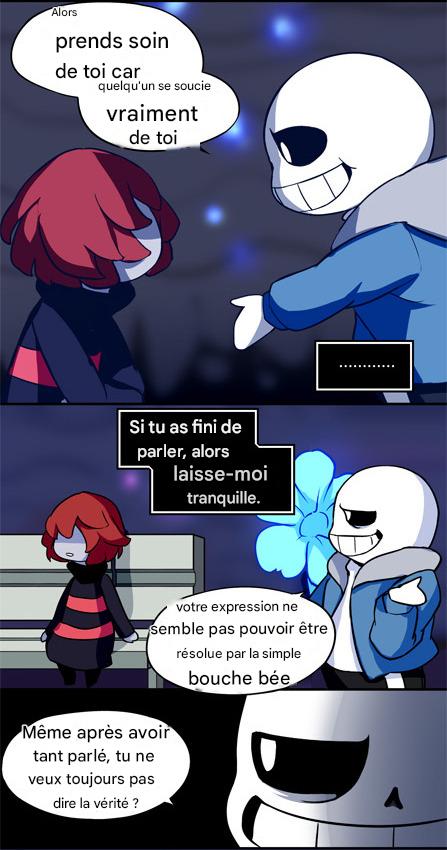 Alors
prends soin
de toi car
quelqu'un se soucie
vraiment
de toi
............
Si tu as fini de
parler, alors
laisse-moi
tranquille.
votre expression ne
semble pas pouvoir être
résolue par la simple
bouche bée
Même après avoir
tant parlé, tu ne
veux toujours pas
dire la vérité ?